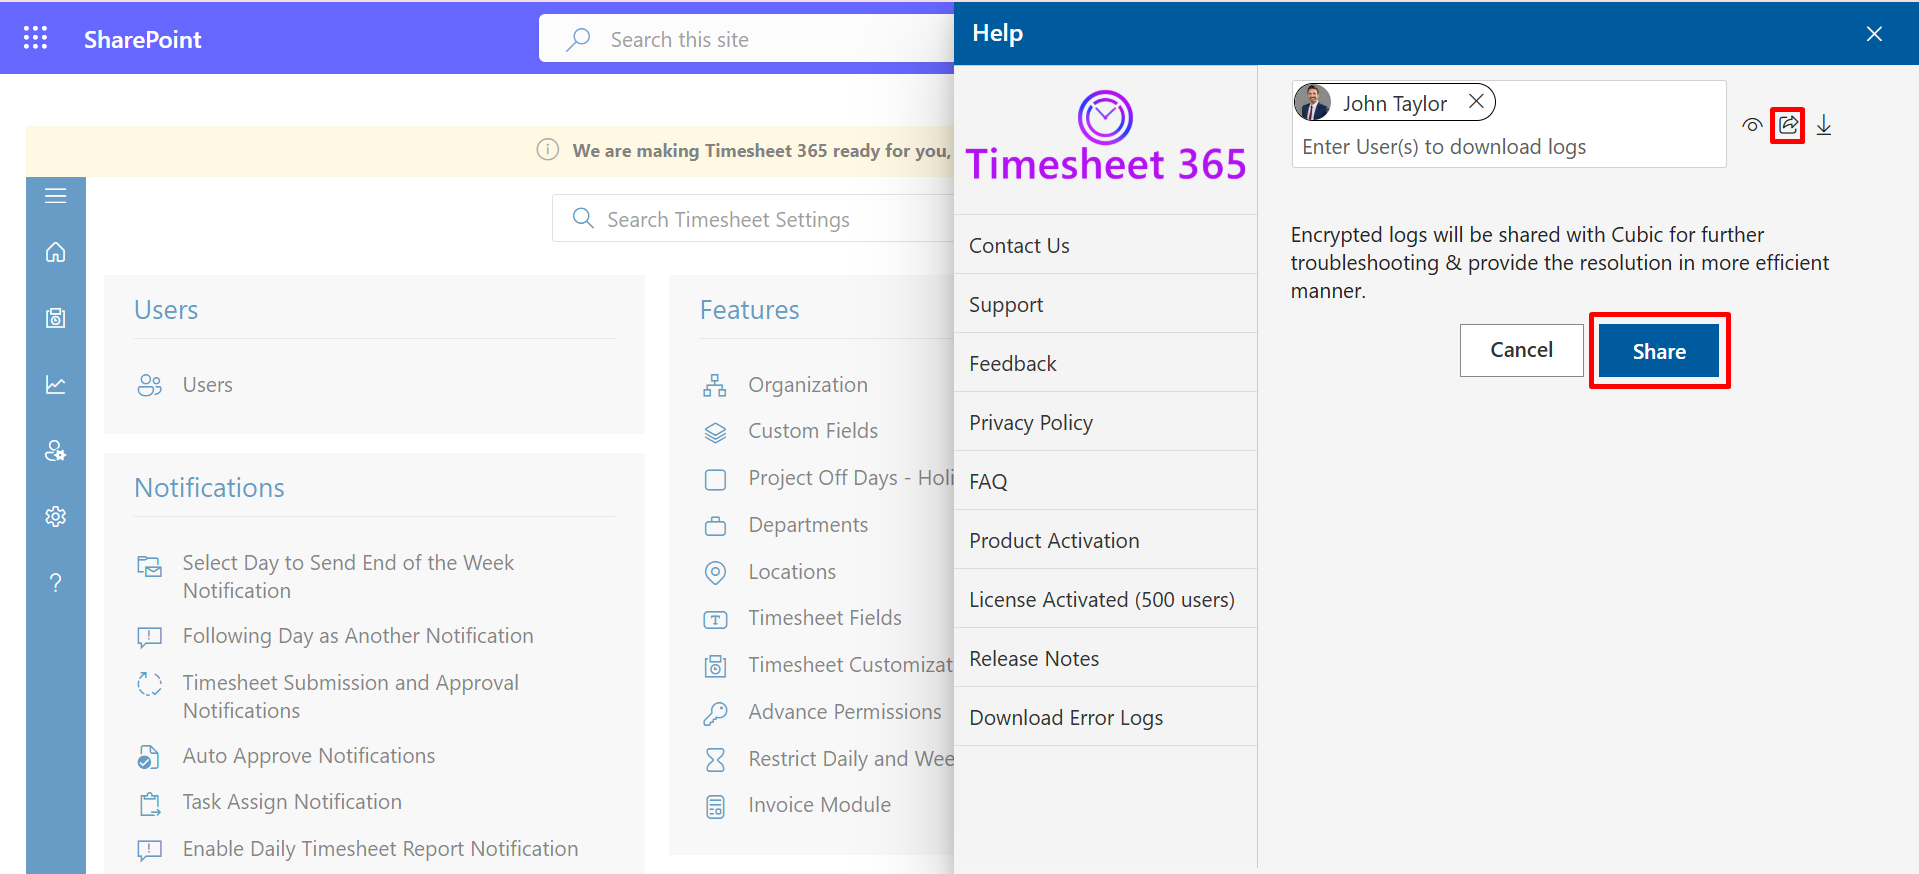 SharePoint
Search this site
We are making Timesheet 365 ready for you,
Search Timesheet Settings
Users
Users
Notifications
Select Day to Send End of the Week
Notification
Following Day as Another Notification
Timesheet Submission and Approval
Notifications
Auto Approve Notifications
Task Assign Notification
Enable Daily Timesheet Report Notification
Features
Organization
Custom Fields
Project Off Days - Holi
Departments
Locations
Timesheet Fields
Timesheet Customizat
Advance Permissions
Restrict Daily and Wee
Invoice Module
Help
Timesheet 365
Contact Us
Support
Feedback
Privacy Policy
FAQ
Product Activation
License Activated (500 users)
Release Notes
Download Error Logs
John Taylor
Enter User(s) to download logs
Encrypted logs will be shared with Cubic for further
troubleshooting & provide the resolution in more efficient
manner.
Cancel
Share